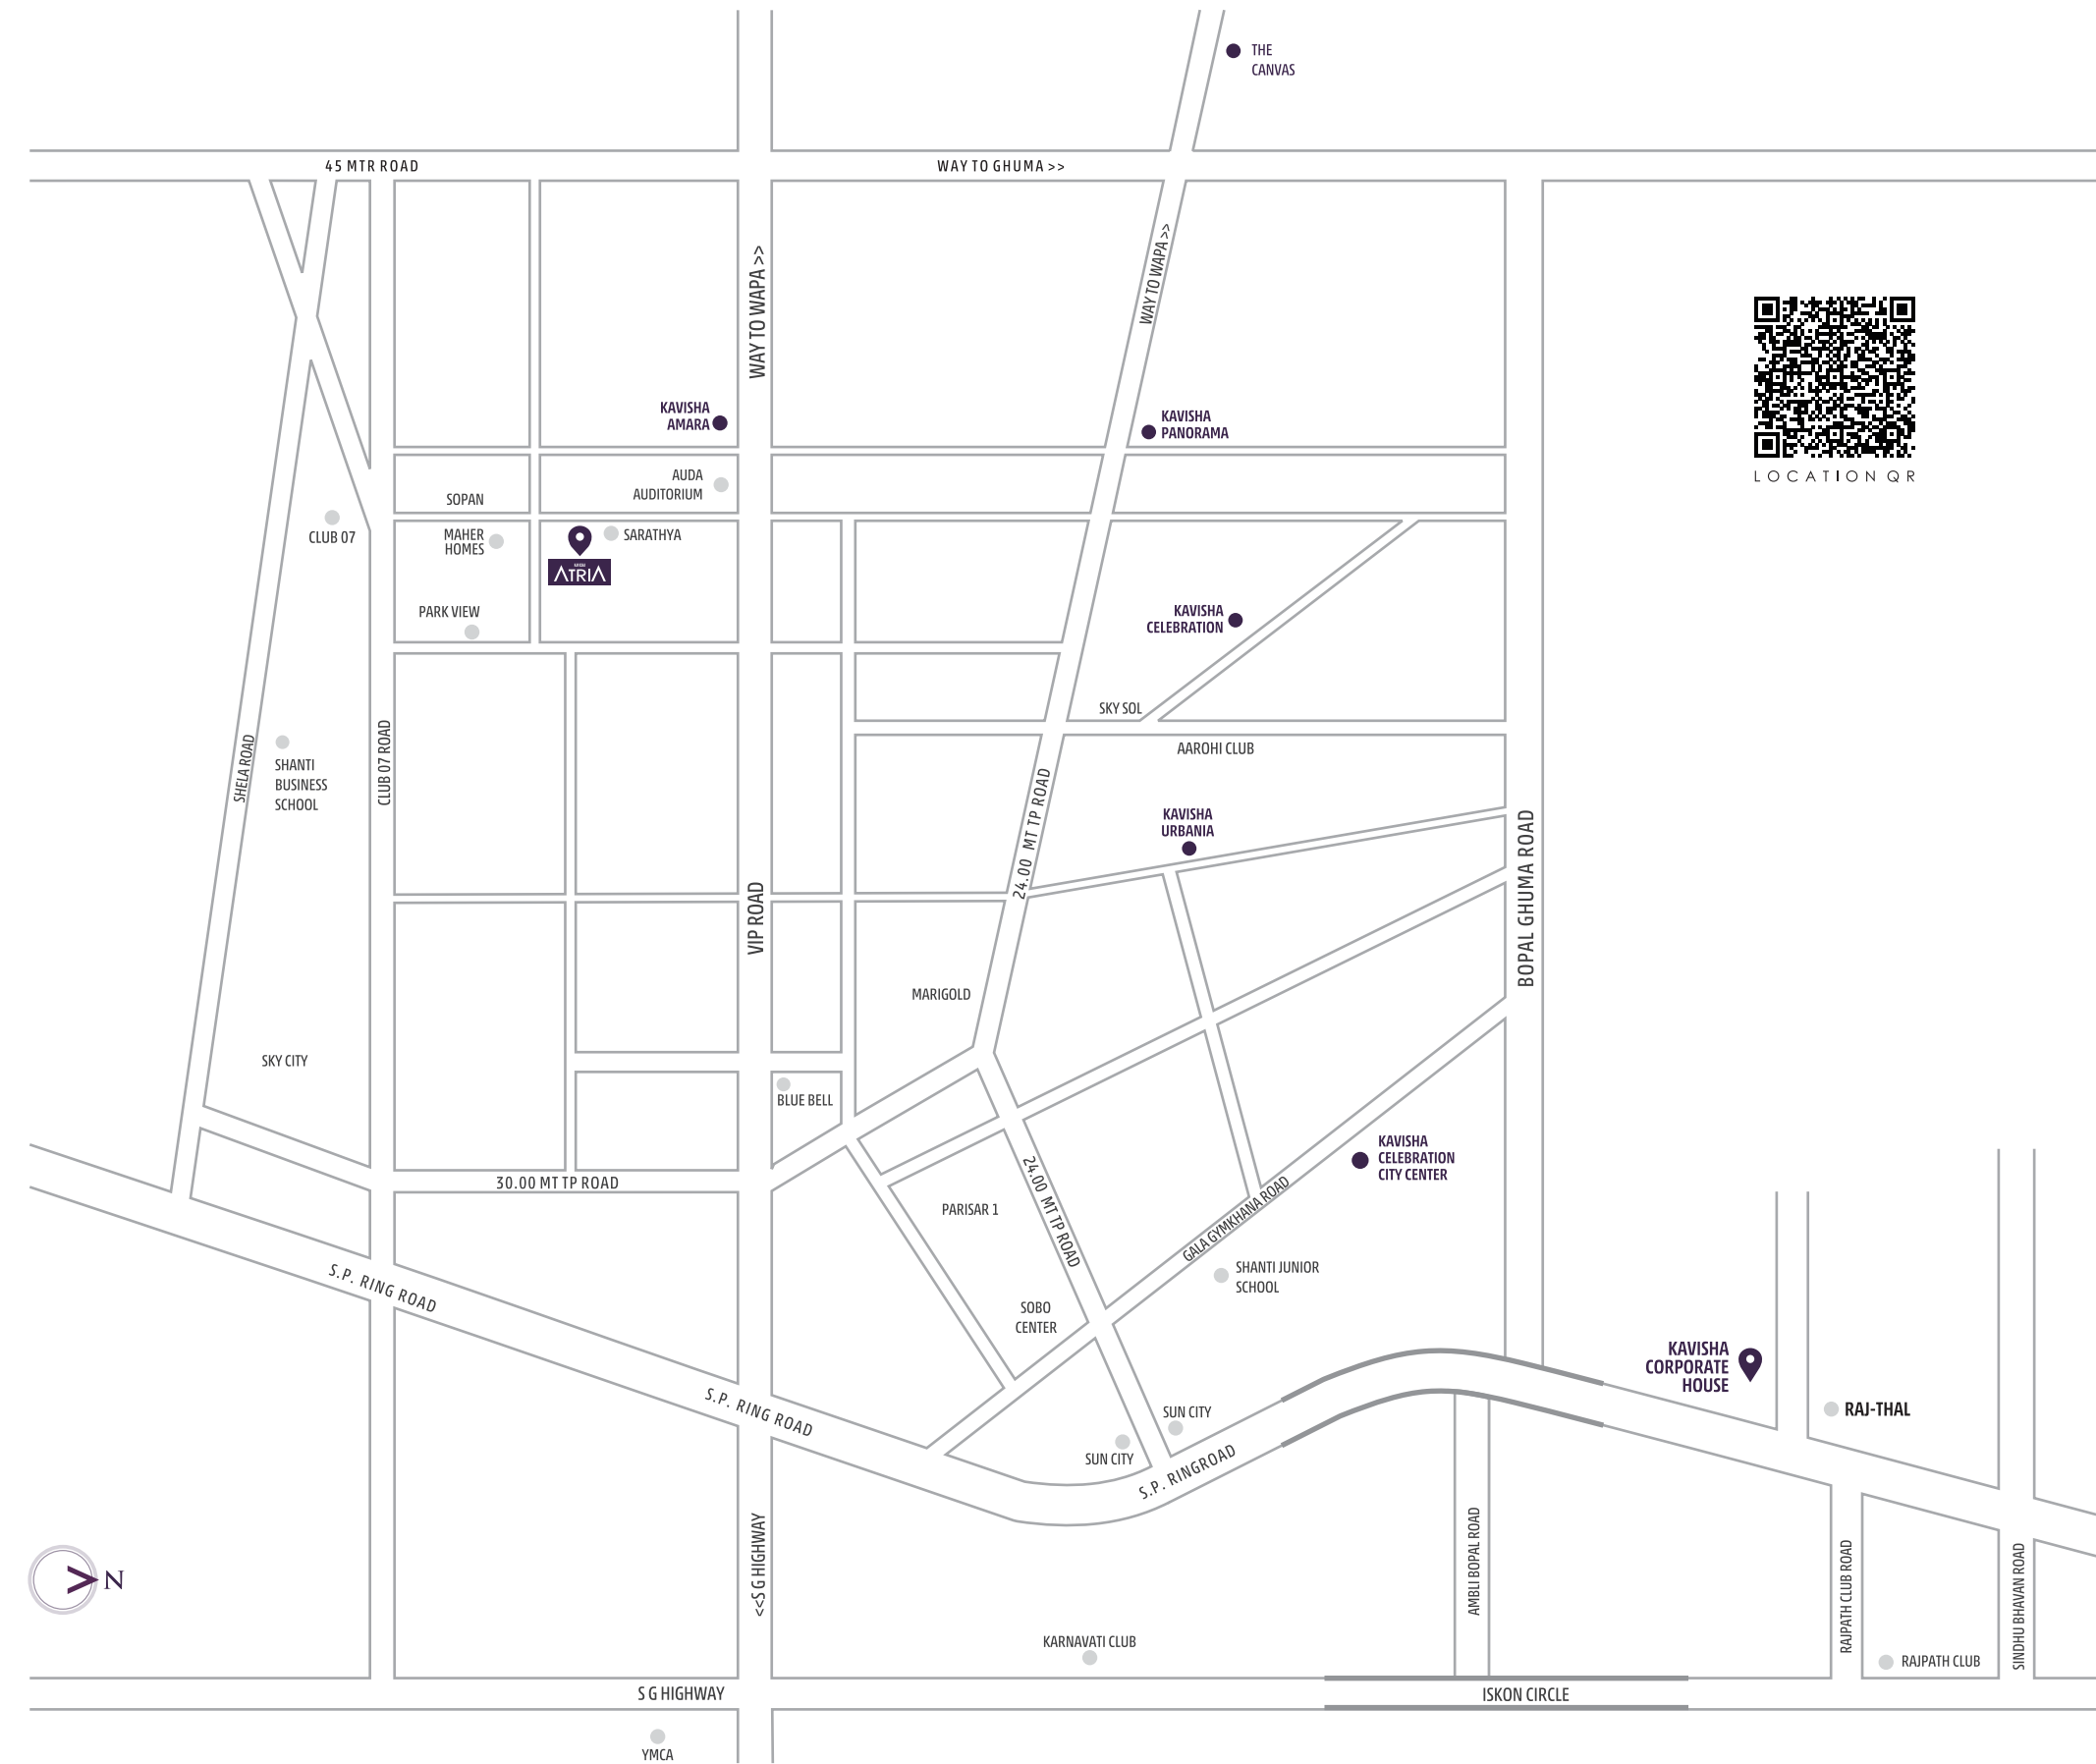 THE
CANVAS
45 MTR ROAD
WAY TO GHUMA >>
WAY TO WAPA >>
WAY TO WAPA >>
KAVISHA
AMARA
KAVISHA
PANORAMA
LOCATION QR
AUDA
AUDITORIUM
SOPAN
CLUB 07
MAHER
HOMES
SARATHYA
ATRIA
PARK VIEW
KAVISHA
CELEBRATION
SKY SOL
AAROHI CLUB
SHELA ROAD
SHANTI
BUSINESS
SCHOOL
CLUB 07 ROAD
24.00 MT TP ROAD
KAVISHA
URBANIA
VIP ROAD
BOPAL GHUMA ROAD
MARIGOLD
SKY CITY
BLUE BELL
KAVISHA
CELEBRATION
CITY CENTER
30.00 MT TP ROAD
PARISAR 1
24.00 MT TP ROAD
GALA GYMKHANA ROAD
SHANTI JUNIOR
SCHOOL
S.P. RING ROAD
SOBO
CENTER
KAVISHA
CORPORATE
HOUSE
RAJ-THAL
S.P. RING ROAD
SUN CITY
SUN CITY
S.P. RINGROAD
<<S G HIGHWAY
AMBLI BOPAL ROAD
RAJPATH CLUB ROAD
SINDHU BHAVAN ROAD
N
KARNAVATI CLUB
RAJPATH CLUB
S G HIGHWAY
ISKON CIRCLE
YMCA